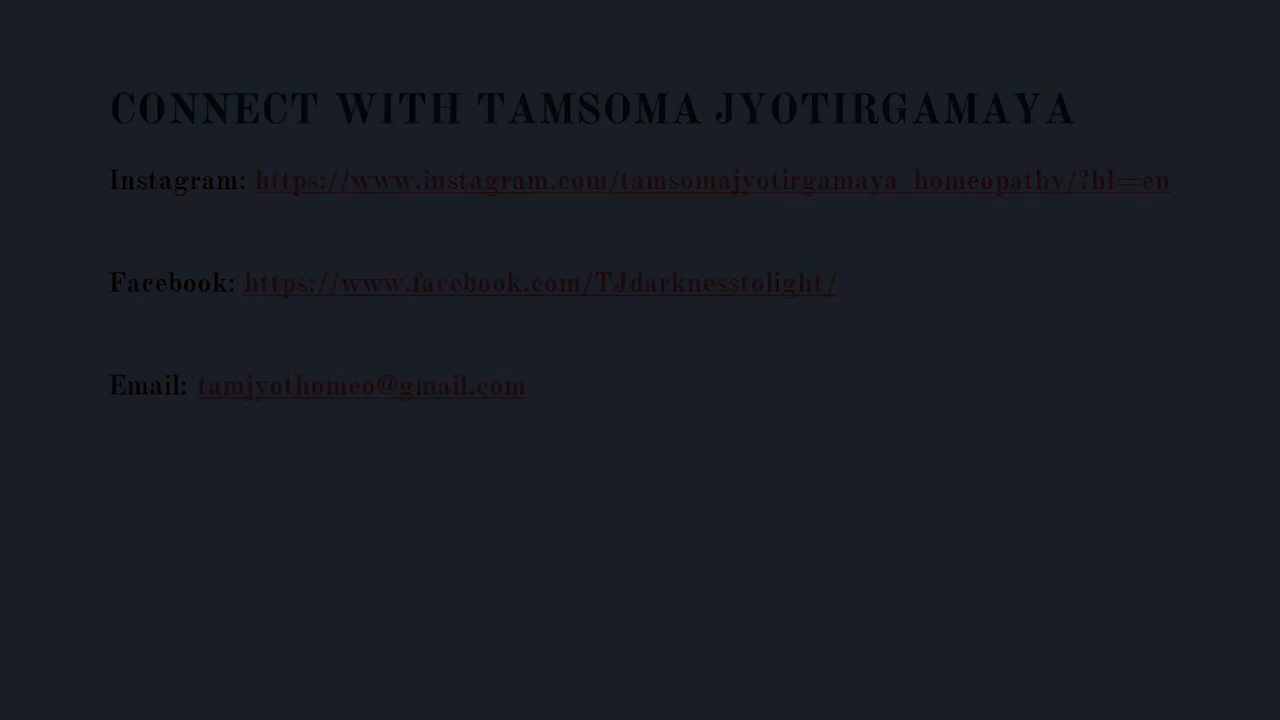 CONNECT WITH TAMSOMA JYOTIRGAMAYA
Instagram: https://www.instagram.com/tamsomajyotirgamaya_homeopathy/?hl=en
Facebook: https://www.facebook.com/TJdarknesstolight/
Email: tamjyothomeo@gmail.com